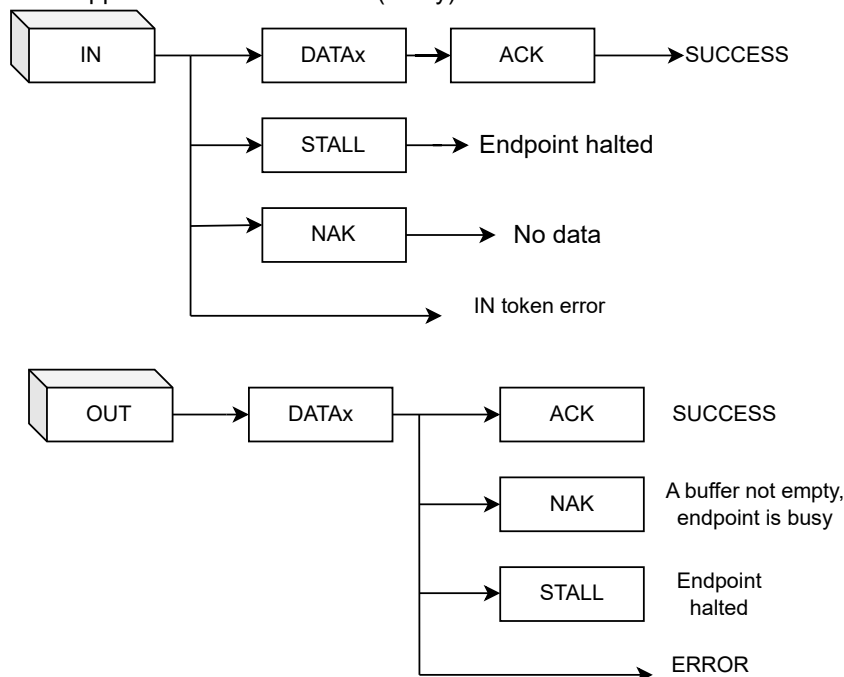 IN
DATAx
ACK
SUCCESS
STALL
Endpoint halted
NAK
No data
IN token error
OUT
DATAx
ACK
SUCCESS
NAK
A buffer not empty,
endpoint is busy
STALL
Endpoint
halted
ERROR